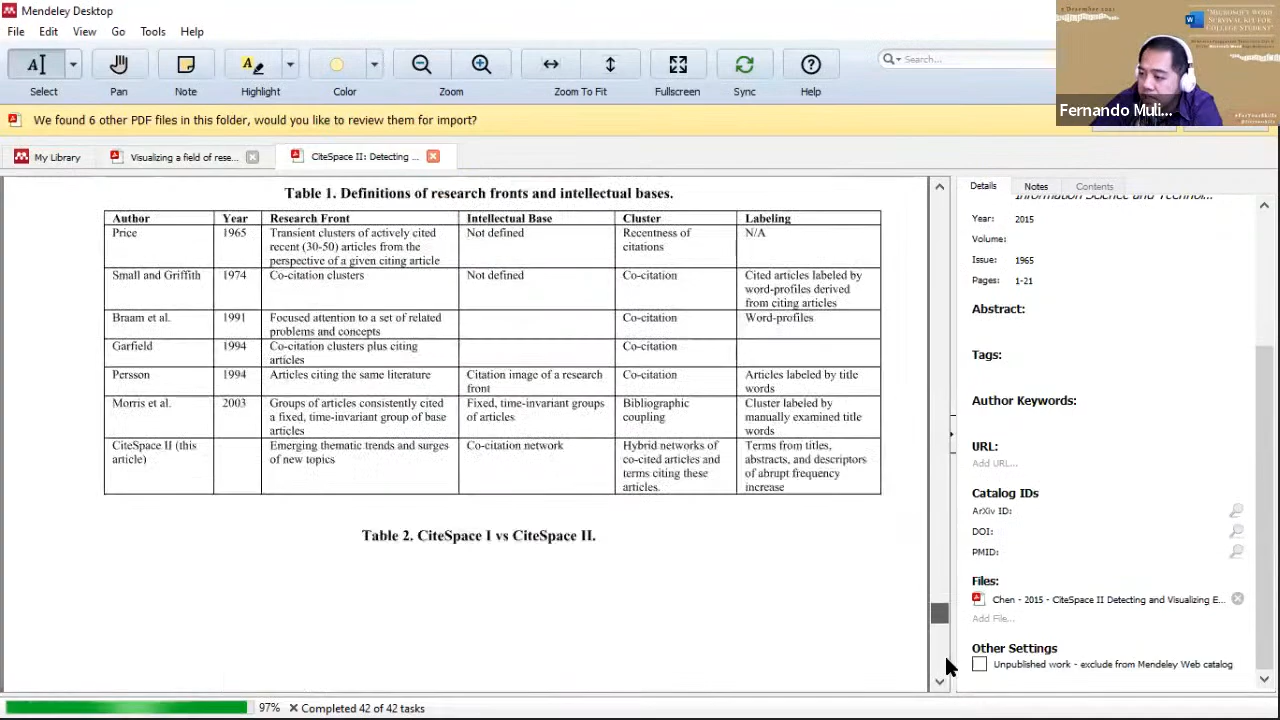 Mendeley Desktop
File Edit View Go Tools Help
Select Pan Note Highlight Color Zoom Zoom To Fit Fullscreen Sync Help
Search...
7 December 2021
"MICROSOFT WORD
SURVIVAL KIT FOR
COLLEGE STUDENT"
Fernando Muli...
We found 6 other PDF files in this folder, would you like to review them for import?
My Library Visualizing a field of rese... CiteSpace II: Detecting ...
Table 1. Definitions of research fronts and intellectual bases.
Author Year Research Front Intellectual Base Cluster Labeling
Price 1965 Transient clusters of actively cited Not defined Recentness of N/A
recent (30-50) articles from the citations
perspective of a given citing article
Small and Griffith 1974 Co-citation clusters Not defined Co-citation Cited articles labeled by
word-profiles derived
from citing articles
Braam et al. 1991 Focused attention to a set of related Co-citation Word-profiles
problems and concepts
Garfield 1994 Co-citation clusters plus citing Co-citation
articles
Persson 1994 Articles citing the same literature Citation image of a research Co-citation Articles labeled by title
front words
Morris et al. 2003 Groups of articles consistently cited Fixed, time-invariant groups Bibliographic Cluster labeled by
a fixed, time-invariant group of base of articles coupling manually examined title
articles words
CiteSpace II (this Emerging thematic trends and surges Co-citation network Hybrid networks of Terms from titles,
article) of new topics co-cited articles and abstracts, and descriptors
terms citing these of abrupt frequency
articles. increase
Table 2. CiteSpace I vs CiteSpace II.
Details Notes Contents
Information Science and Technol...
Year: 2015
Volume:
Issue: 1965
Pages: 1-21
Abstract:
Tags:
Author Keywords:
URL:
Add URL...
Catalog IDs
ArXiv ID:
DOI:
PMID:
Files:
Chen - 2015 - CiteSpace II Detecting and Visualizing E...
Add File...
Other Settings
Unpublished work - exclude from Mendeley Web catalog
97% Completed 42 of 42 tasks